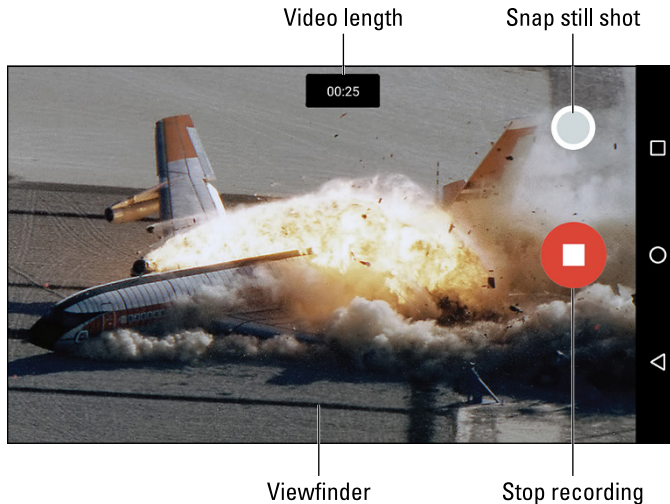 Video length
Snap still shot
00:25
Viewfinder
Stop recording